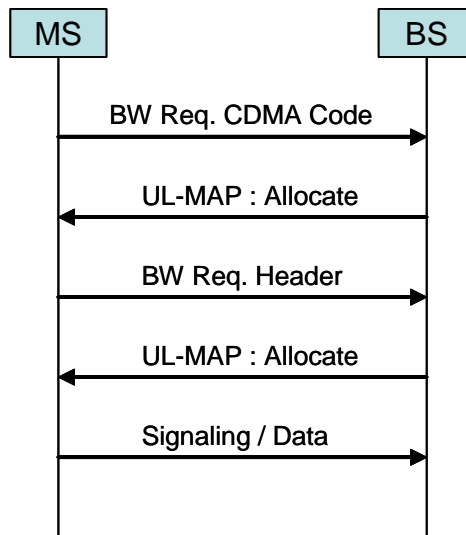 MS
BS
BW Req. CDMA Code
UL-MAP : Allocate
BW Req. Header
UL-MAP : Allocate
Signaling / Data